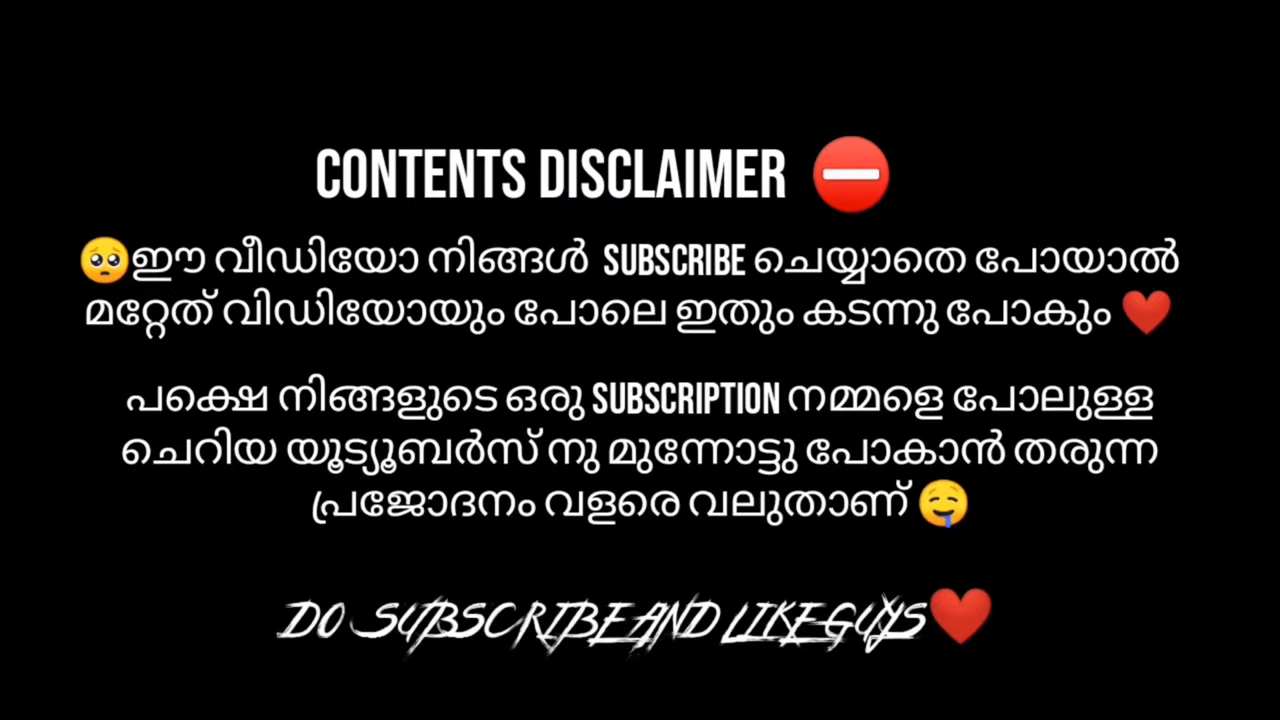 CONTENTS DISCLAIMER ⛔
🥺ഈ വീഡിയോ നിങ്ങൾ SUBSCRIBE ചെയ്യാതെ പോയാൽ
മറ്റേത് വിഡിയോയും പോലെ ഇതും കടന്നു പോകും ❤️
പക്ഷെ നിങ്ങളുടെ ഒരു SUBSCRIPTION നമ്മളെ പോലുള്ള
ചെറിയ യൂട്യൂബർസ് നു മുന്നോട്ടു പോകാൻ തരുന്ന
പ്രജോദനം വളരെ വലുതാണ് 🤤
DO SUBSCRIBE AND LIKE GUYS❤️